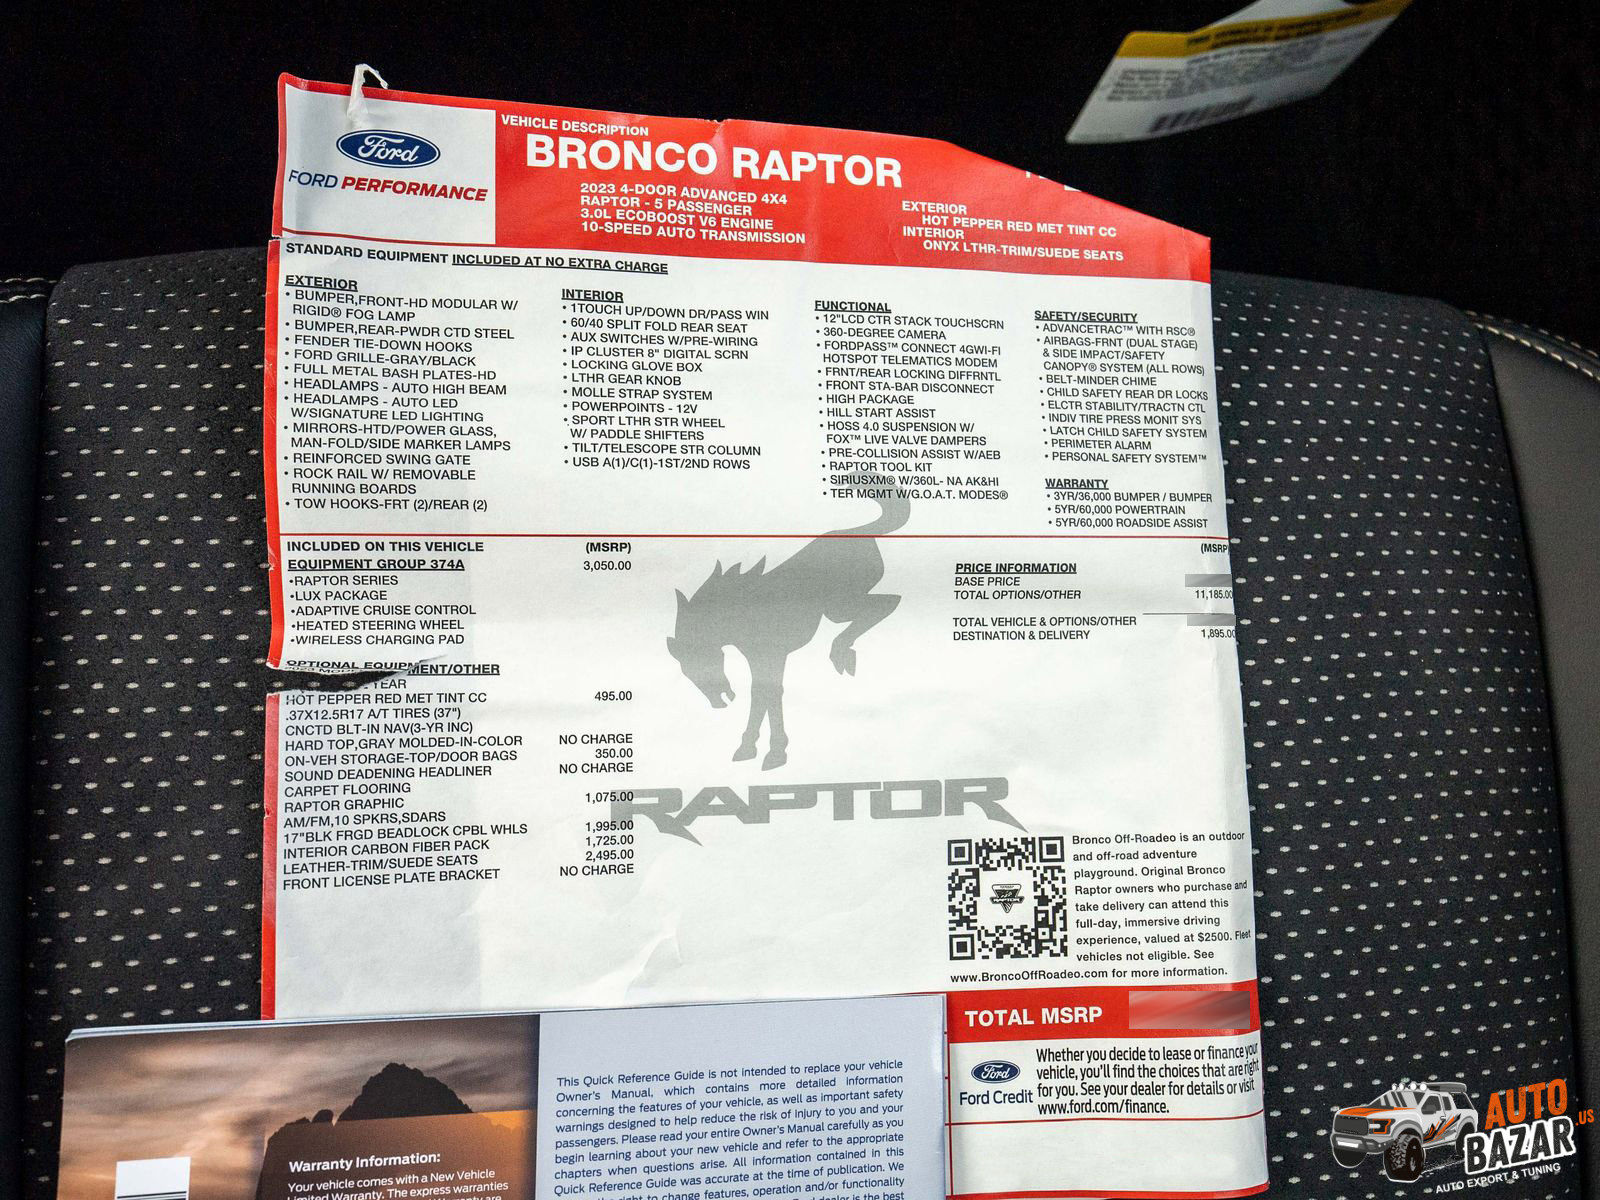 Ford
FORD PERFORMANCE
VEHICLE DESCRIPTION
BRONCO RAPTOR
2023 4-DOOR ADVANCED 4X4
RAPTOR - 5 PASSENGER
3.0L ECOBOOST V6 ENGINE
10-SPEED AUTO TRANSMISSION
EXTERIOR
HOT PEPPER RED MET TINT CC
INTERIOR
ONYX LTHR-TRIM/SUEDE SEATS
STANDARD EQUIPMENT INCLUDED AT NO EXTRA CHARGE
EXTERIOR
• BUMPER,FRONT-HD MODULAR W/
RIGID® FOG LAMP
• BUMPER,REAR-PWDR CTD STEEL
• FENDER TIE-DOWN HOOKS
• FORD GRILLE-GRAY/BLACK
• FULL METAL BASH PLATES-HD
• HEADLAMPS - AUTO HIGH BEAM
• HEADLAMPS - AUTO LED
W/SIGNATURE LED LIGHTING
• MIRRORS-HTD/POWER GLASS,
MAN-FOLD/SIDE MARKER LAMPS
• REINFORCED SWING GATE
• ROCK RAIL W/ REMOVABLE
RUNNING BOARDS
• TOW HOOKS-FRT (2)/REAR (2)
INTERIOR
• 1TOUCH UP/DOWN DR/PASS WIN
• 60/40 SPLIT FOLD REAR SEAT
• AUX SWITCHES W/PRE-WIRING
• IP CLUSTER 8" DIGITAL SCRN
• LOCKING GLOVE BOX
• LTHR GEAR KNOB
• MOLLE STRAP SYSTEM
• POWERPOINTS - 12V
• SPORT LTHR STR WHEEL
W/ PADDLE SHIFTERS
• TILT/TELESCOPE STR COLUMN
• USB A(1)/C(1)-1ST/2ND ROWS
FUNCTIONAL
• 12"LCD CTR STACK TOUCHSCRN
• 360-DEGREE CAMERA
• FORDPASS™ CONNECT 4GWI-FI
HOTSPOT TELEMATICS MODEM
• FRNT/REAR LOCKING DIFFRNTL
• FRONT STA-BAR DISCONNECT
• HIGH PACKAGE
• HILL START ASSIST
• HOSS 4.0 SUSPENSION W/
FOX™ LIVE VALVE DAMPERS
• PRE-COLLISION ASSIST W/AEB
• RAPTOR TOOL KIT
• SIRIUSXM® W/360L- NA AK&HI
• TER MGMT W/G.O.A.T. MODES®
SAFETY/SECURITY
• ADVANCETRAC™ WITH RSC®
• AIRBAGS-FRNT (DUAL STAGE)
& SIDE IMPACT/SAFETY
CANOPY® SYSTEM (ALL ROWS)
• BELT-MINDER CHIME
• CHILD SAFETY REAR DR LOCKS
• ELCTR STABILITY/TRACTN CTL
• INDIV TIRE PRESS MONIT SYS
• LATCH CHILD SAFETY SYSTEM
• PERIMETER ALARM
• PERSONAL SAFETY SYSTEM™
WARRANTY
• 3YR/36,000 BUMPER / BUMPER
• 5YR/60,000 POWERTRAIN
• 5YR/60,000 ROADSIDE ASSIST
INCLUDED ON THIS VEHICLE (MSRP)
EQUIPMENT GROUP 374A 3,050.00
•RAPTOR SERIES
•LUX PACKAGE
•ADAPTIVE CRUISE CONTROL
•HEATED STEERING WHEEL
•WIRELESS CHARGING PAD
OPTIONAL EQUIPMENT/OTHER
2023 MODEL YEAR
HOT PEPPER RED MET TINT CC 495.00
.37X12.5R17 A/T TIRES (37")
CNCTD BLT-IN NAV(3-YR INC)
HARD TOP,GRAY MOLDED-IN-COLOR NO CHARGE
ON-VEH STORAGE-TOP/DOOR BAGS 350.00
SOUND DEADENING HEADLINER NO CHARGE
CARPET FLOORING
RAPTOR GRAPHIC 1,075.00
AM/FM,10 SPKRS,SDARS
17"BLK FRGD BEADLOCK CPBL WHLS 1,995.00
INTERIOR CARBON FIBER PACK 1,725.00
LEATHER-TRIM/SUEDE SEATS 2,495.00
FRONT LICENSE PLATE BRACKET NO CHARGE
RAPTOR
(MSRP)
PRICE INFORMATION
BASE PRICE
TOTAL OPTIONS/OTHER 11,185.00
TOTAL VEHICLE & OPTIONS/OTHER
DESTINATION & DELIVERY 1,895.00
Bronco Off-Roadeo is an outdoor
and off-road adventure
playground. Original Bronco
Raptor owners who purchase and
take delivery can attend this
full-day, immersive driving
experience, valued at $2500. Fleet
vehicles not eligible. See
www.BroncoOffRoadeo.com for more information.
TOTAL MSRP
Ford
Ford Credit
Whether you decide to lease or finance your
vehicle, you'll find the choices that are right
for you. See your dealer for details or visit
www.ford.com/finance.
Warranty Information:
Your vehicle comes with a New Vehicle
Limited Warranty. The express warranties
This Quick Reference Guide is not intended to replace your vehicle
Owner's Manual, which contains more detailed information
concerning the features of your vehicle, as well as important safety
warnings designed to help reduce the risk of injury to you and your
passengers. Please read your entire Owner's Manual carefully as you
begin learning about your new vehicle and refer to the appropriate
chapters when questions arise. All information contained in this
Quick Reference Guide was accurate at the time of publication. We
right to change features, operation and/or functionality
dealer is the best
AUTO
BAZAR.US
AUTO EXPORT & TUNING